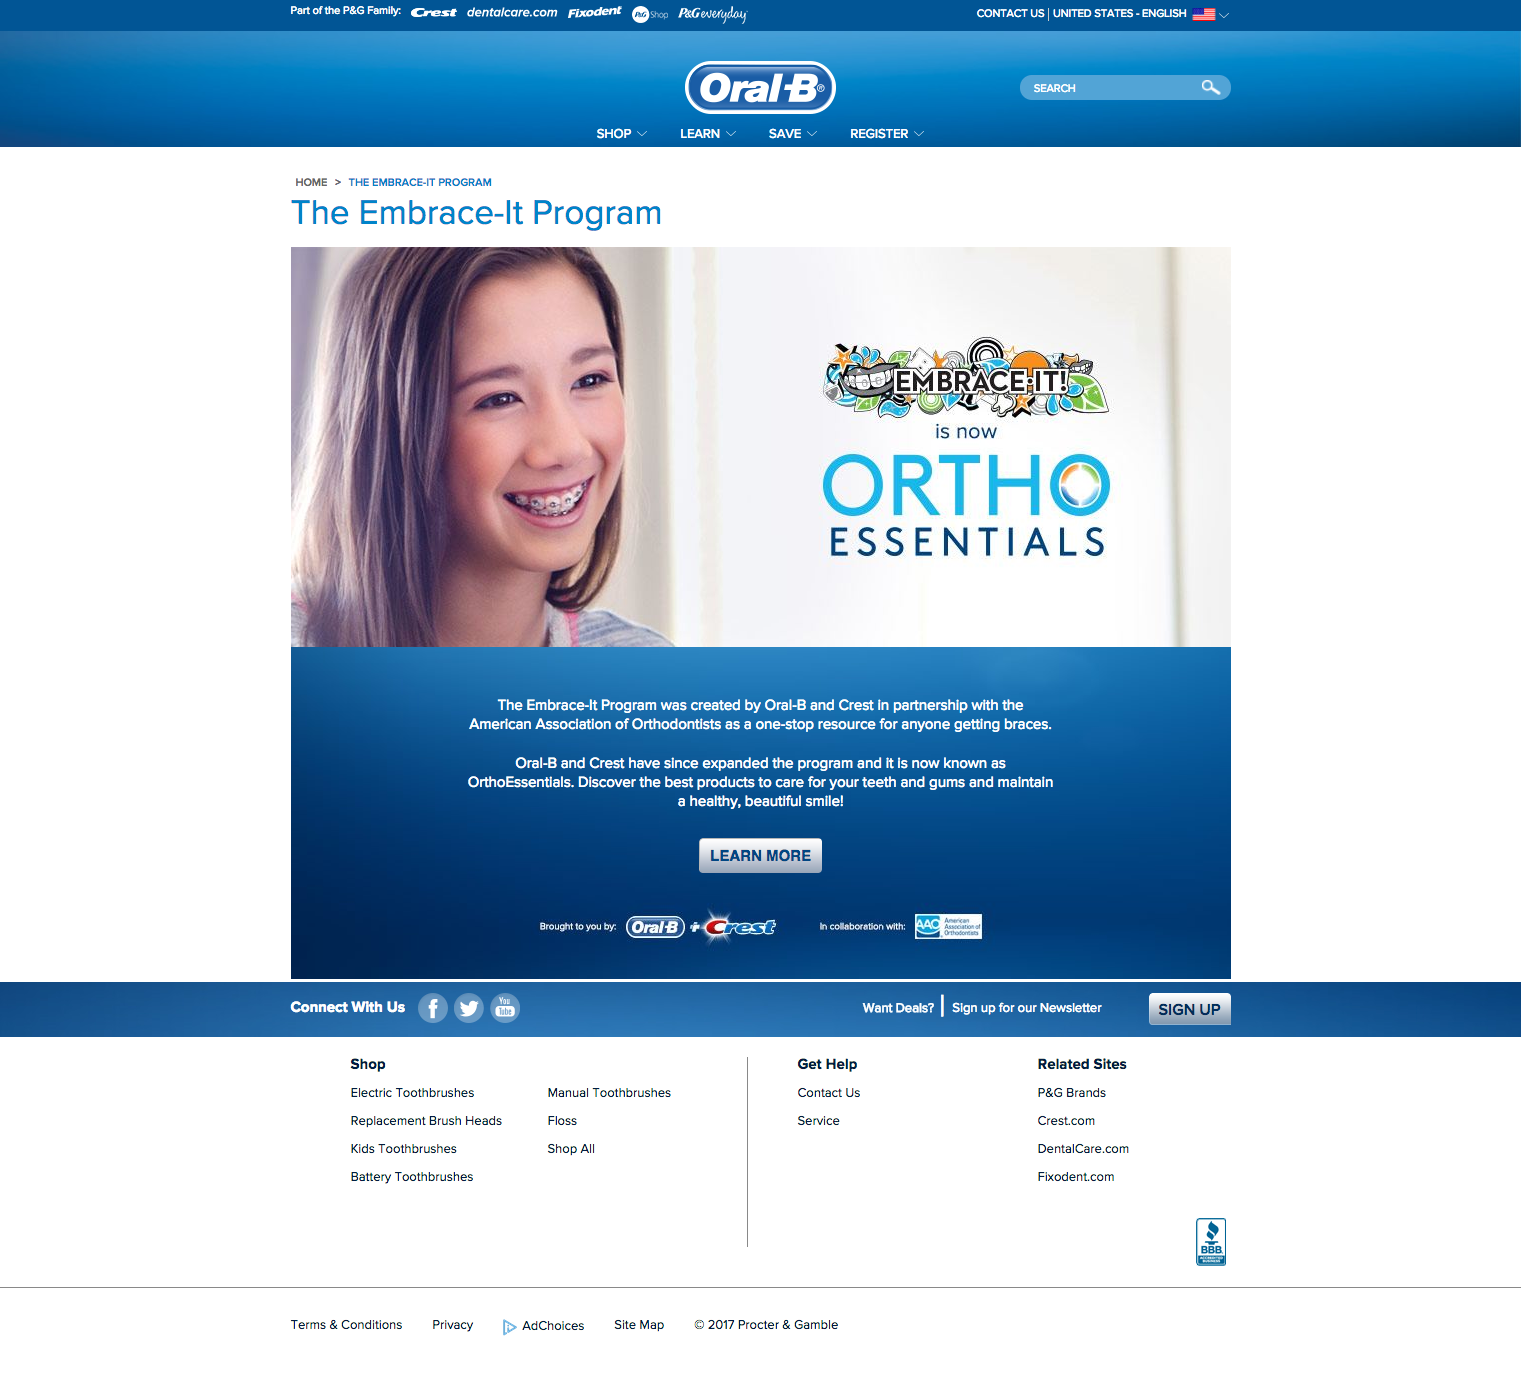 Part of the P&G Family: Crest dentalcare.com Fixodent P&G Shop P&G everyday
CONTACT US | UNITED STATES - ENGLISH
Oral-B®
SEARCH
SHOP LEARN SAVE REGISTER
HOME > THE EMBRACE-IT PROGRAM
The Embrace-It Program
EMBRACE·IT!
is now
ORTHO
ESSENTIALS
The Embrace-It Program was created by Oral-B and Crest in partnership with the
American Association of Orthodontists as a one-stop resource for anyone getting braces.
Oral-B and Crest have since expanded the program and it is now known as
OrthoEssentials. Discover the best products to care for your teeth and gums and maintain
a healthy, beautiful smile!
LEARN MORE
Brought to you by: Oral-B + Crest In collaboration with: AAO American
Association of
Orthodontists
Connect With Us f You
Tube
Want Deals? | Sign up for our Newsletter SIGN UP
Shop
Electric Toothbrushes
Replacement Brush Heads
Kids Toothbrushes
Battery Toothbrushes
Manual Toothbrushes
Floss
Shop All
Get Help
Contact Us
Service
Related Sites
P&G Brands
Crest.com
DentalCare.com
Fixodent.com
BBB
ACCREDITED
BUSINESS
Terms & Conditions Privacy AdChoices Site Map © 2017 Procter & Gamble